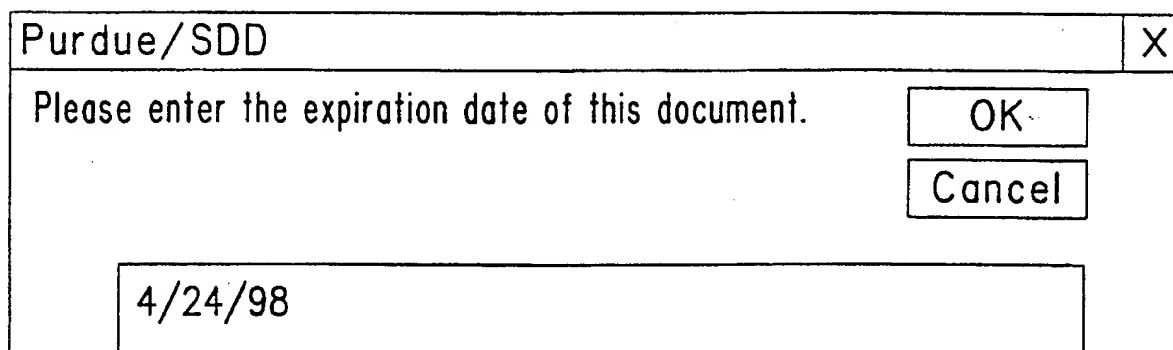 Purdue/SDD X
Please enter the expiration date of this document.
OK
Cancel
4/24/98